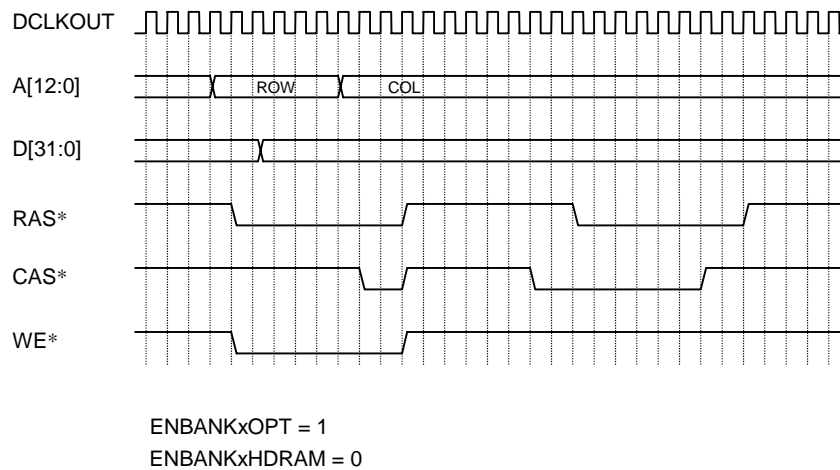 DCLKOUT
A[12:0]
ROW
COL
D[31:0]
RAS*
CAS*
WE*
ENBANKxOPT = 1
ENBANKxHDRAM = 0